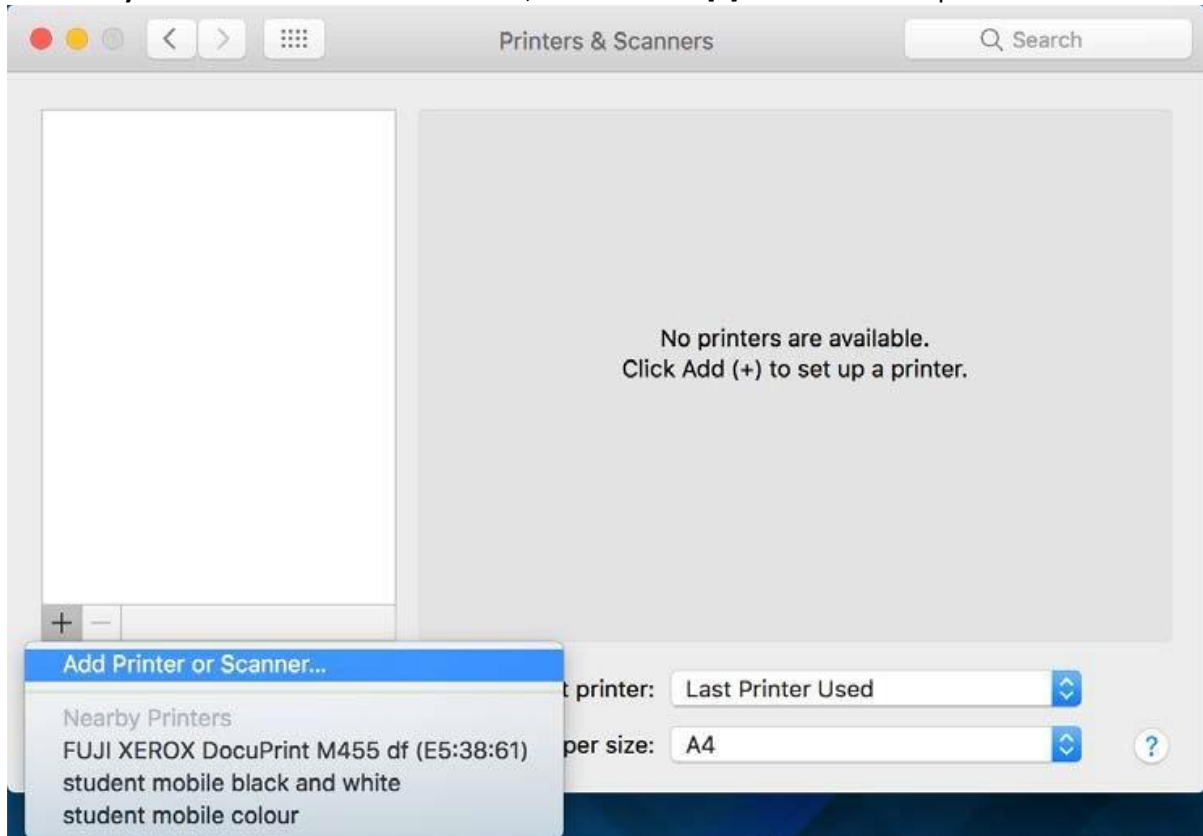 Printers & Scanners
Search
No printers are available.
Click Add (+) to set up a printer.
+ −
Add Printer or Scanner...
Nearby Printers
FUJI XEROX DocuPrint M455 df (E5:38:61)
student mobile black and white
student mobile colour
t printer: Last Printer Used
per size: A4
?